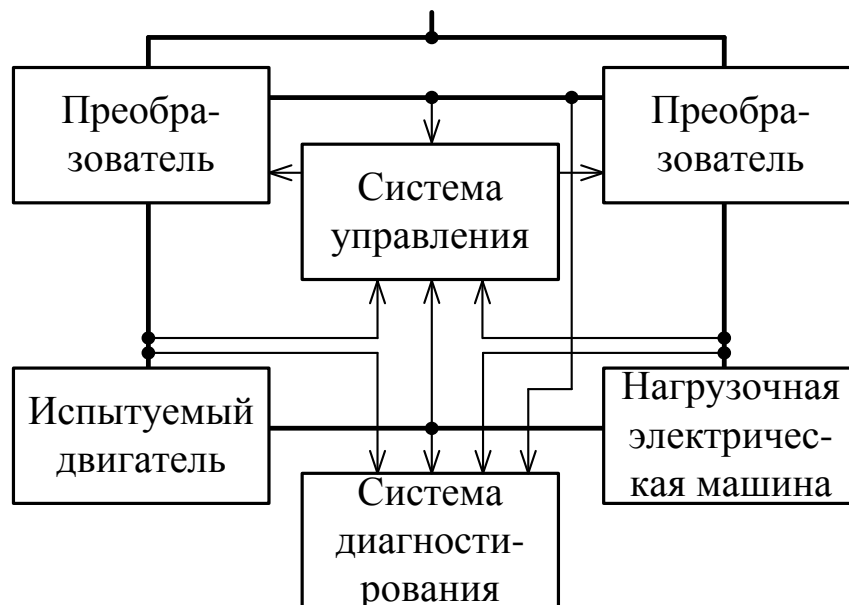 Преобра-
зователь
Преобра-
зователь
Система
управления
Испытуемый
двигатель
Нагрузочная
электричес-
кая машина
Система
диагности-
рования